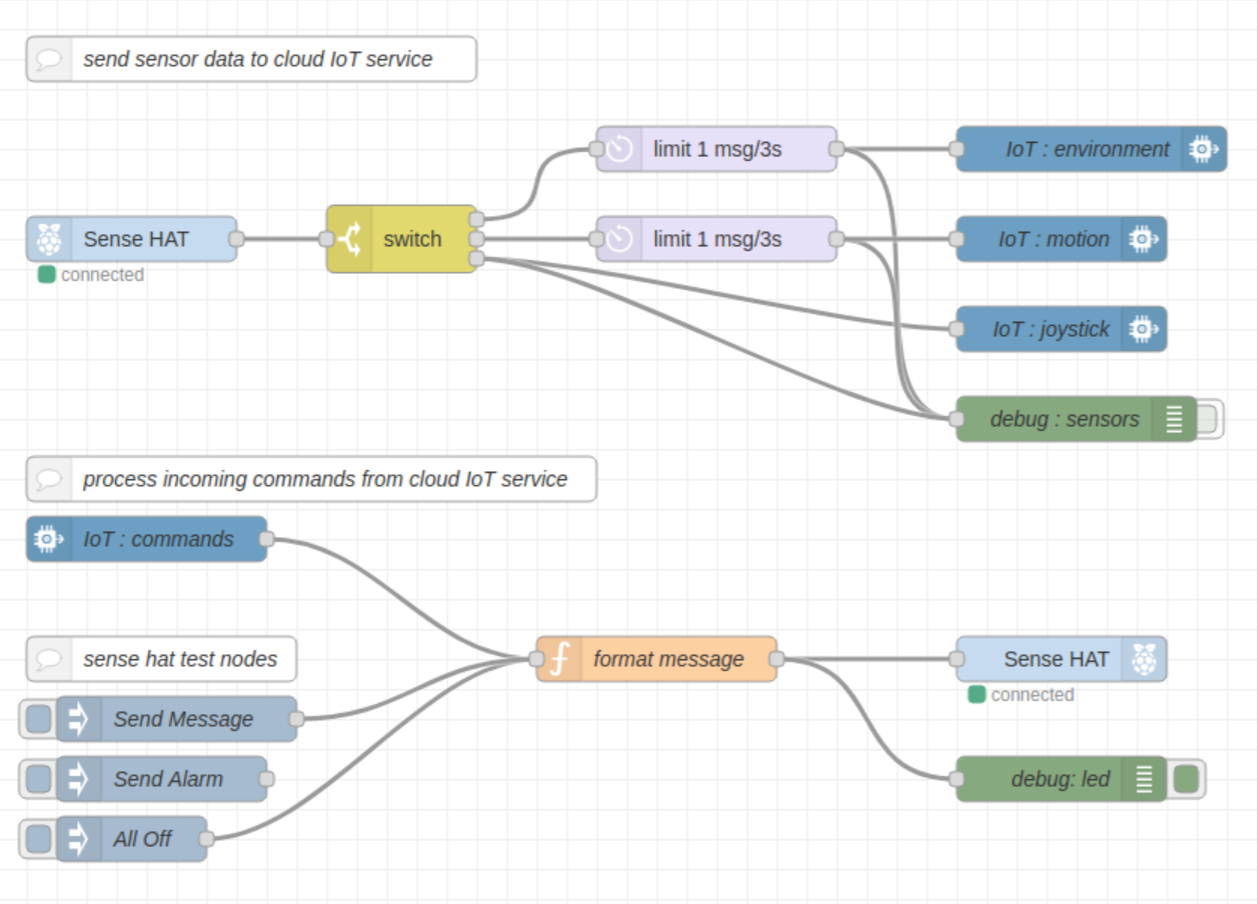 send sensor data to cloud IoT service
limit 1 msg/3s
IoT : environment
Sense HAT
switch
limit 1 msg/3s
IoT : motion
connected
IoT : joystick
debug : sensors
process incoming commands from cloud IoT service
IoT : commands
sense hat test nodes
format message
Sense HAT
connected
Send Message
Send Alarm
debug: led
All Off